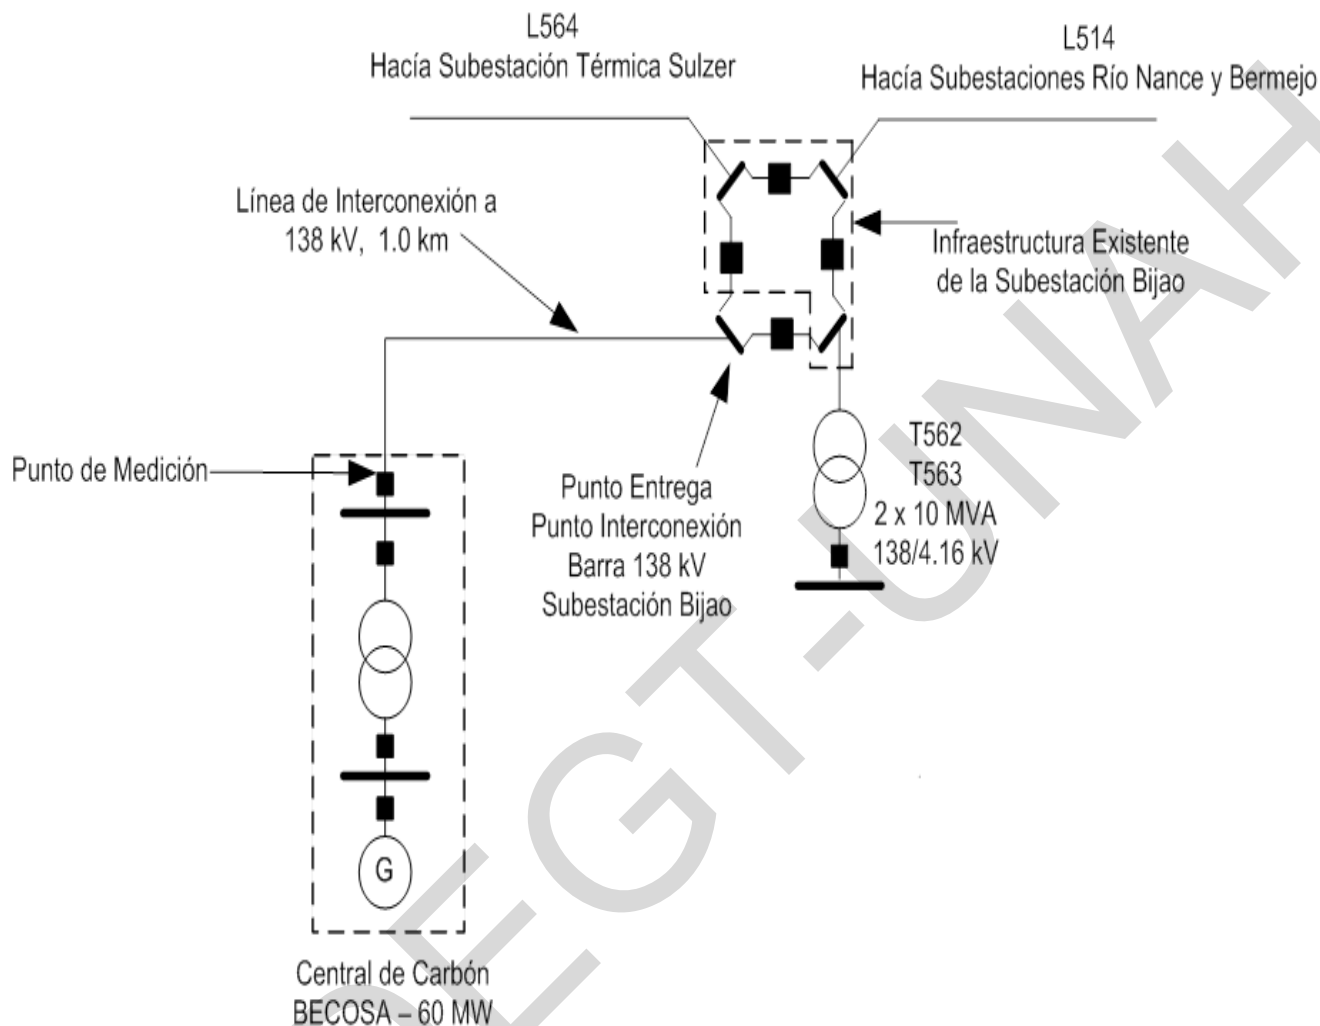 L564
Hacía Subestación Térmica Sulzer
L514
Hacía Subestaciones Río Nance y Bermejo
Línea de Interconexión a
138 kV, 1.0 km
Infraestructura Existente
de la Subestación Bijao
Punto de Medición
Punto Entrega
Punto Interconexión
Barra 138 kV
Subestación Bijao
T562
T563
2 x 10 MVA
138/4.16 kV
G
Central de Carbón
BECOSA – 60 MW
DEGT-UNAH